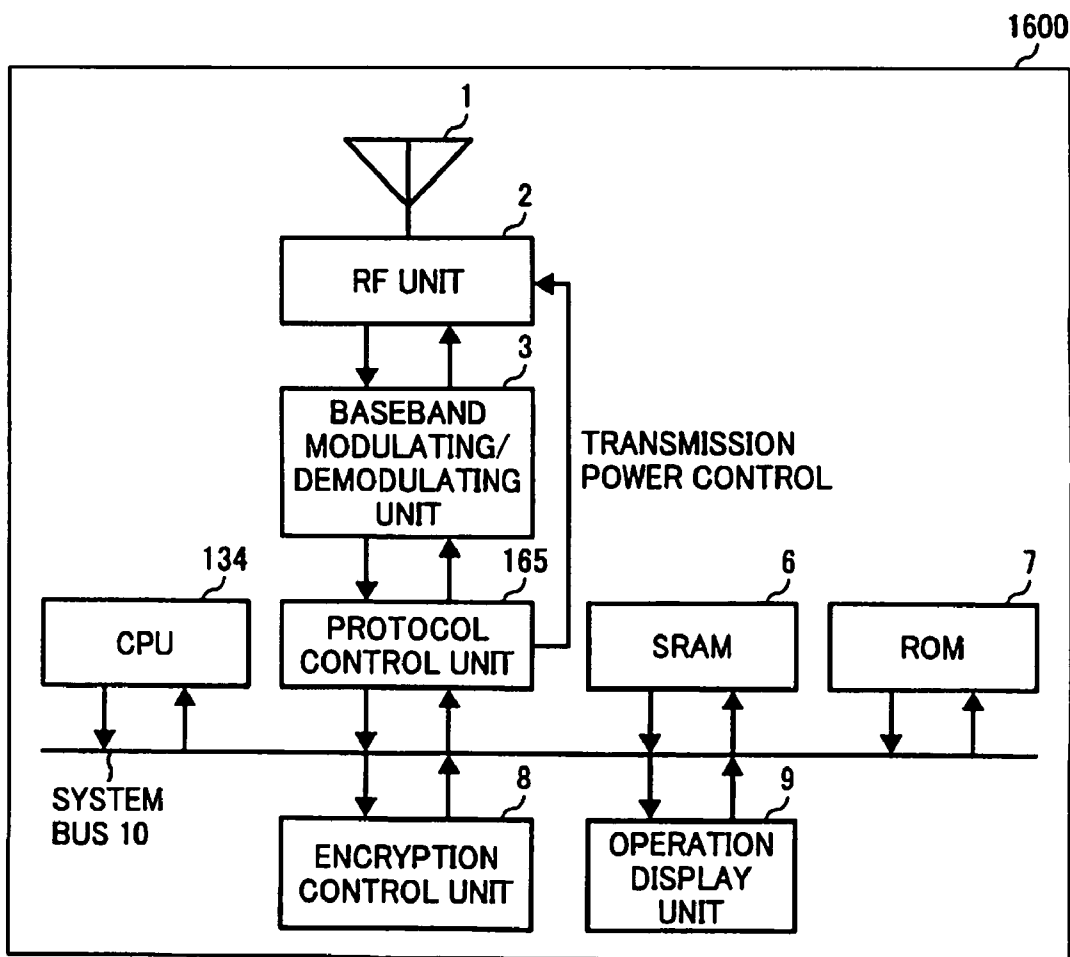 1600
1
2
RF UNIT
3
BASEBAND
MODULATING/
DEMODULATING
UNIT
TRANSMISSION
POWER CONTROL
134
CPU
165
PROTOCOL
CONTROL UNIT
6
SRAM
7
ROM
SYSTEM
BUS 10
8
ENCRYPTION
CONTROL UNIT
9
OPERATION
DISPLAY
UNIT